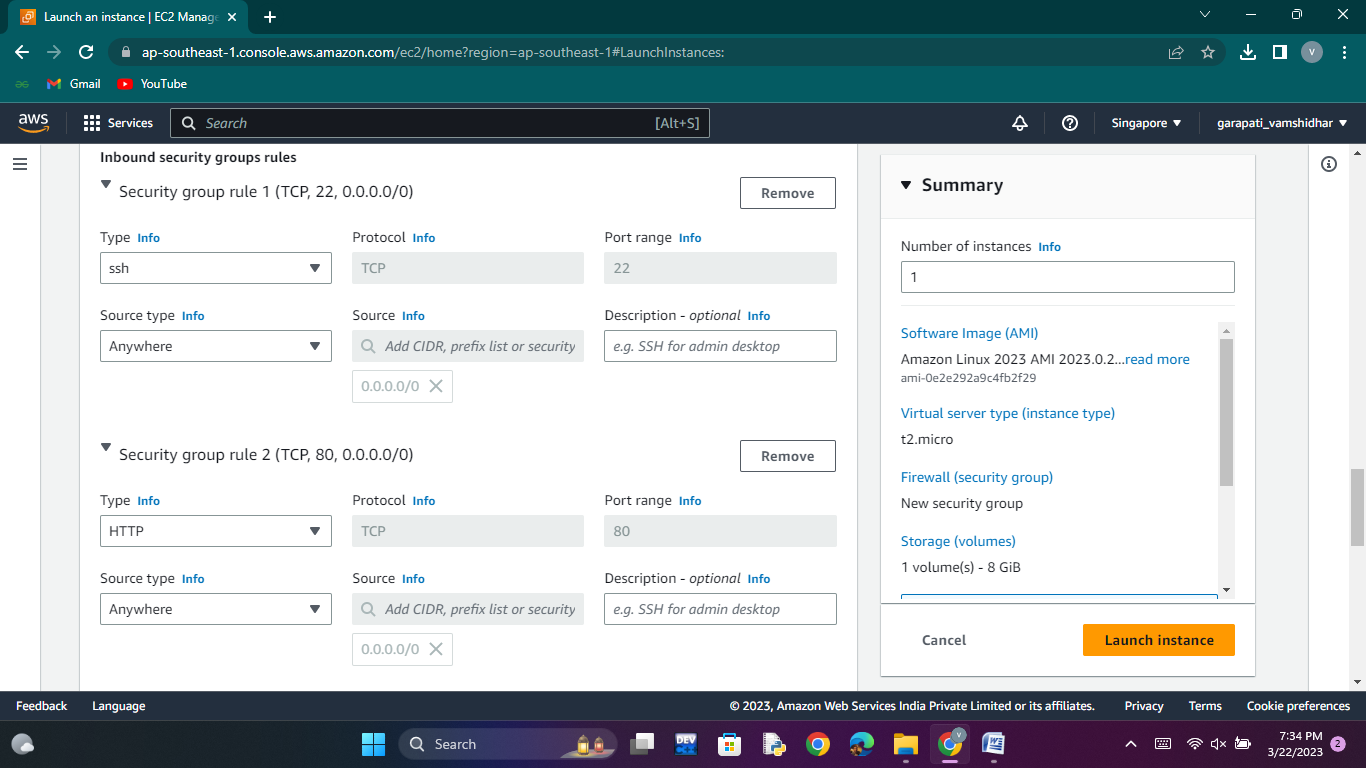 Launch an instance | EC2 Manage
ap-southeast-1.console.aws.amazon.com/ec2/home?region=ap-southeast-1#LaunchInstances:
V
Gmail
YouTube
aws
Services
Search
[Alt+S]
Singapore
garapati_vamshidhar
Inbound security groups rules
Security group rule 1 (TCP, 22, 0.0.0.0/0)
Remove
Type Info
Protocol Info
Port range Info
ssh
TCP
22
Source type Info
Source Info
Description - optional Info
Anywhere
Add CIDR, prefix list or security
e.g. SSH for admin desktop
0.0.0.0/0
Security group rule 2 (TCP, 80, 0.0.0.0/0)
Remove
Type Info
Protocol Info
Port range Info
HTTP
TCP
80
Source type Info
Source Info
Description - optional Info
Anywhere
Add CIDR, prefix list or security
e.g. SSH for admin desktop
0.0.0.0/0
Summary
Number of instances Info
1
Software Image (AMI)
Amazon Linux 2023 AMI 2023.0.2...read more
ami-0e2e292a9c4fb2f29
Virtual server type (instance type)
t2.micro
Firewall (security group)
New security group
Storage (volumes)
1 volume(s) - 8 GiB
Cancel
Launch instance
Feedback
Language
© 2023, Amazon Web Services India Private Limited or its affiliates.
Privacy
Terms
Cookie preferences
Search
DEV
V
7:34 PM
3/22/2023
2